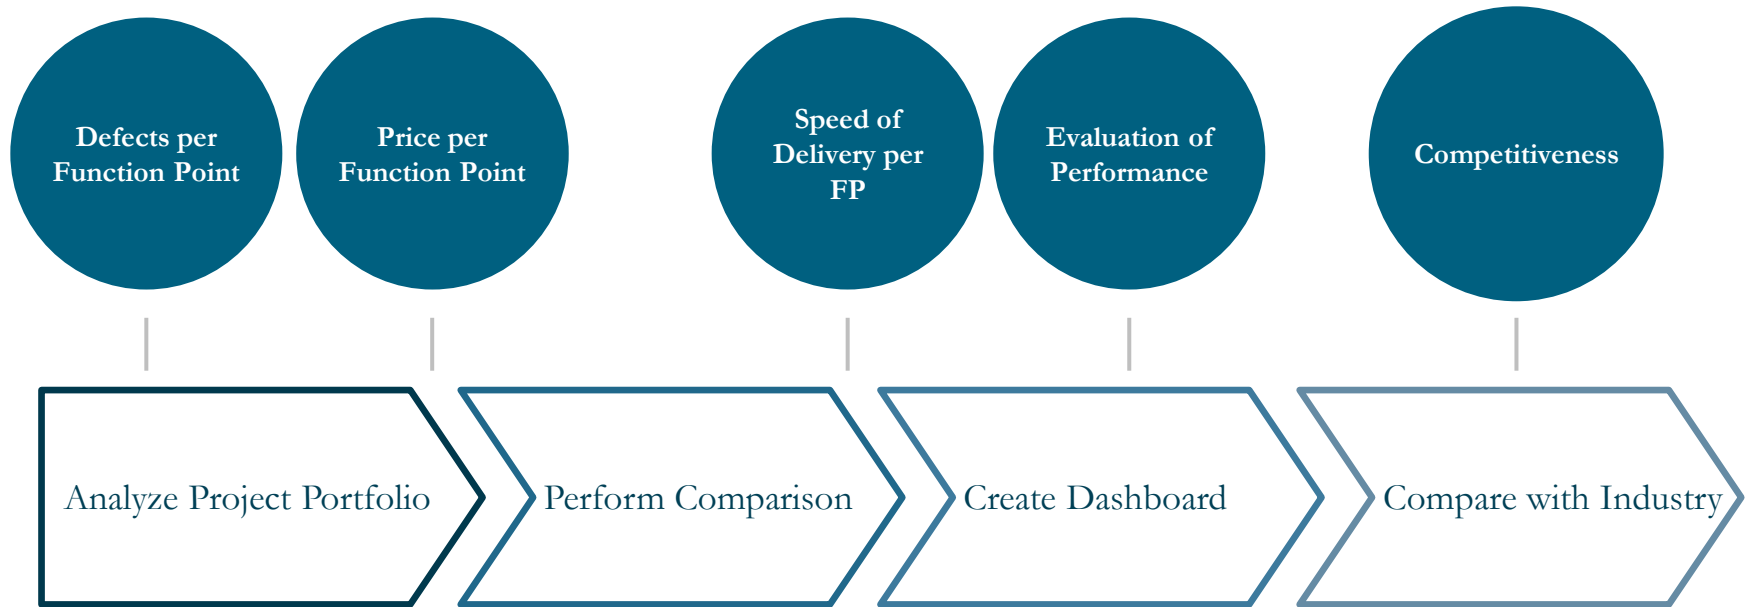 Defects per
Function Point
Price per
Function Point
Speed of
Delivery per
FP
Evaluation of
Performance
Competitiveness
Analyze Project Portfolio
Perform Comparison
Create Dashboard
Compare with Industry